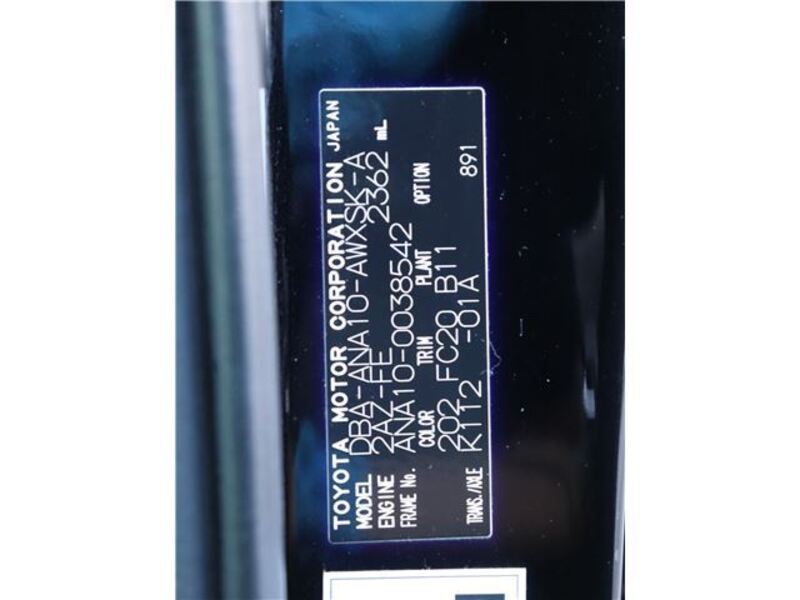 TOYOTA MOTOR CORPORATION JAPAN
MODEL DBA-ANA10-AWXSK-A
ENGINE 2AZ-FE 2362 mL
FRAME No. ANA10-0038542
COLOR TRIM PLANT OPTION
202 FC20 B11
TRANS./AXLE K112 -01A 891